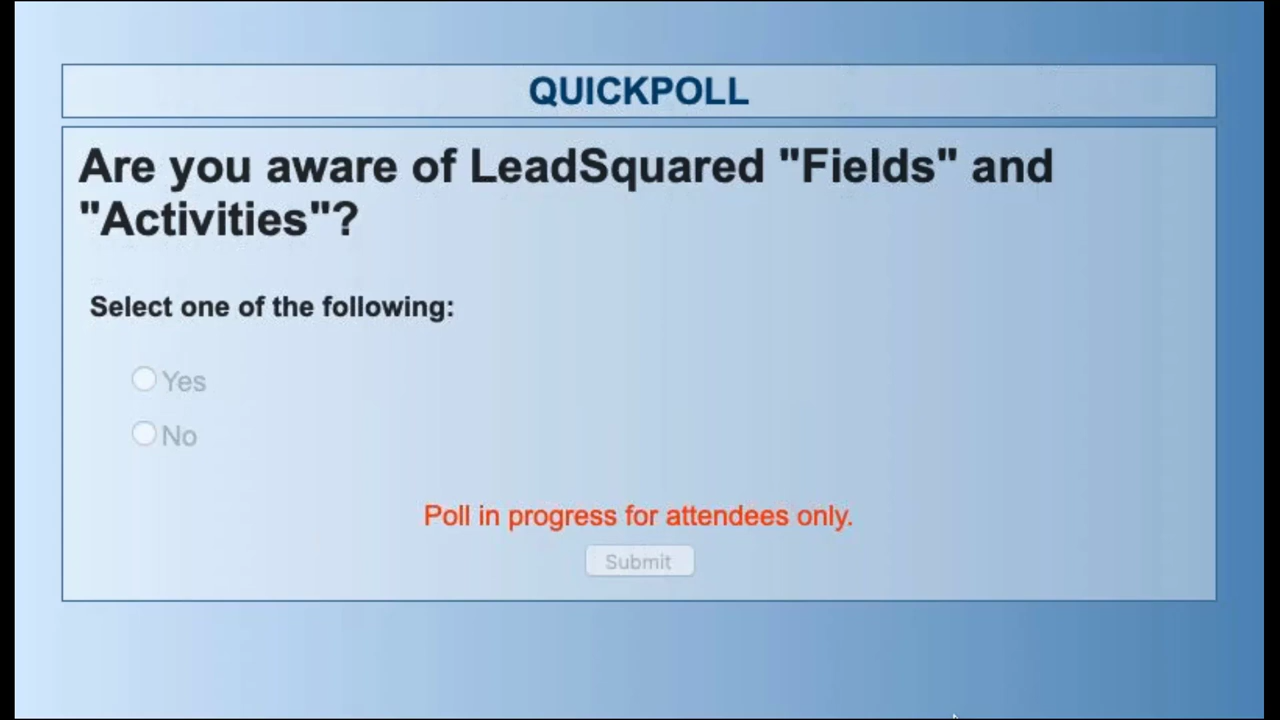 QUICKPOLL
Are you aware of LeadSquared "Fields" and
"Activities"?
Select one of the following:
Yes
No
Poll in progress for attendees only.
Submit